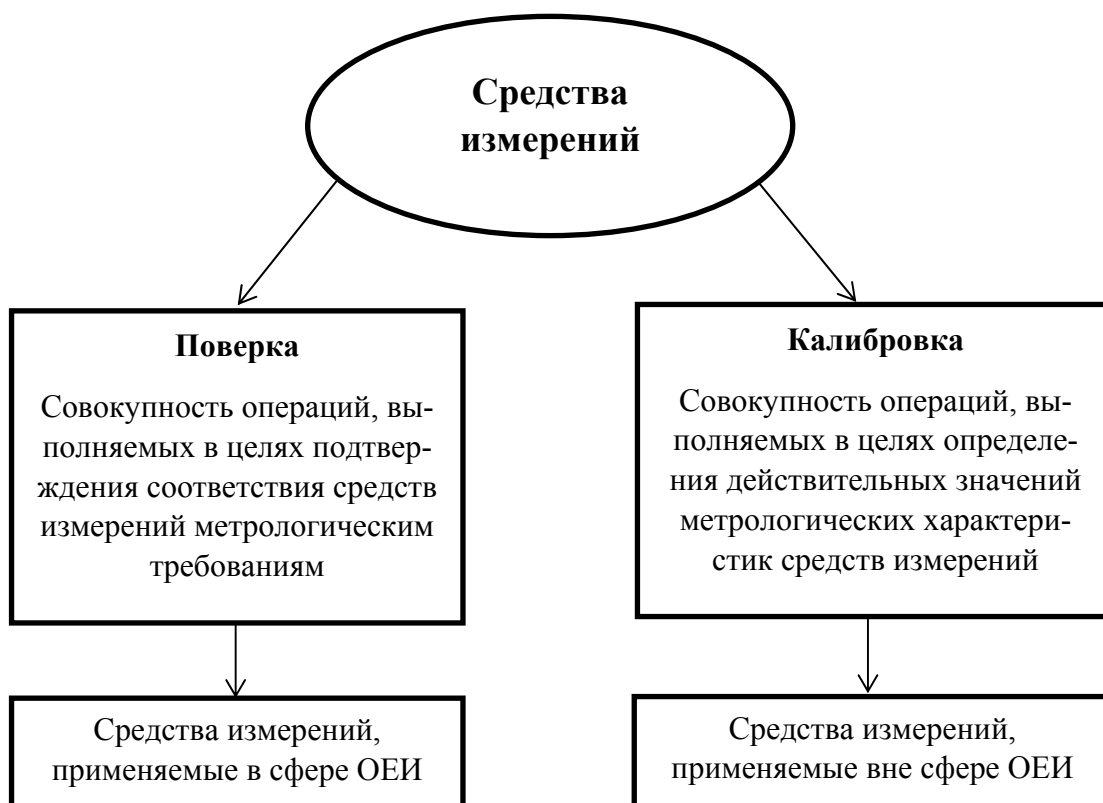 Средства
измерений
Поверка
Совокупность операций, вы-
полняемых в целях подтвер-
ждения соответствия средств
измерений метрологическим
требованиям
Средства измерений,
применяемые в сфере ОЕИ
Калибровка
Совокупность операций, вы-
полняемых в целях определе-
ния действительных значений
метрологических характери-
стик средств измерений
Средства измерений,
применяемые вне сфере ОЕИ